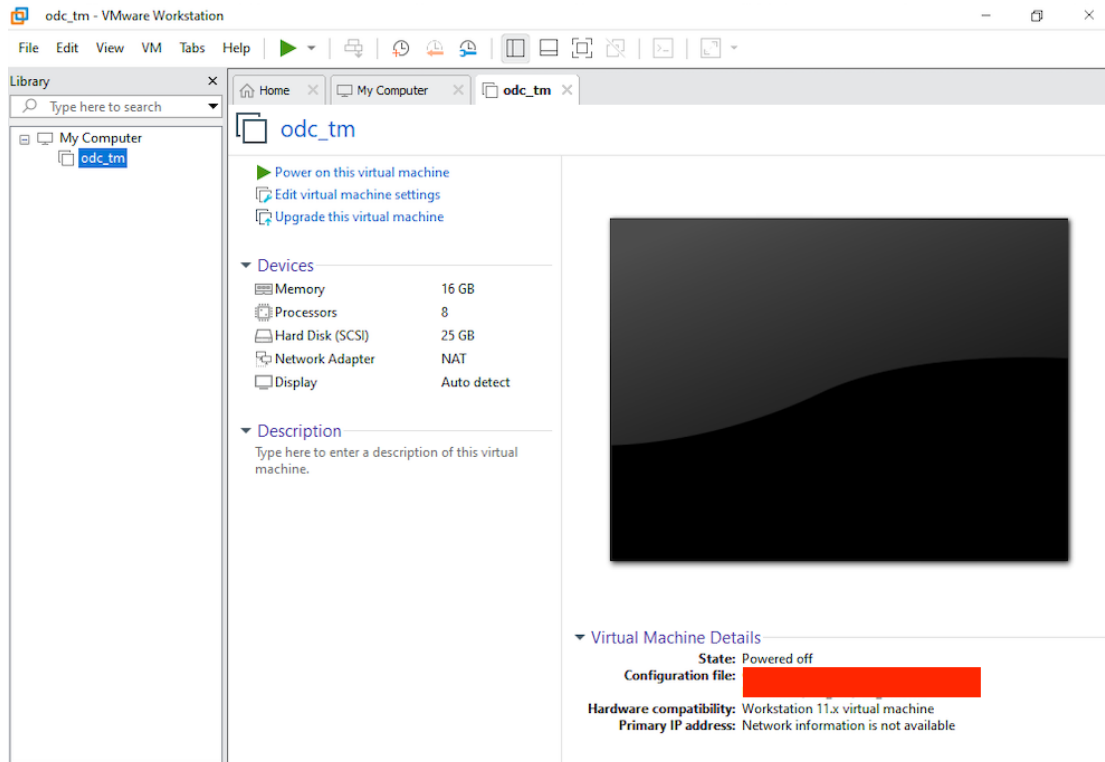 odc_tm - VMware Workstation
File Edit View VM Tabs Help
Library
Type here to search
My Computer
odc_tm
Home
My Computer
odc_tm
odc_tm
Power on this virtual machine
Edit virtual machine settings
Upgrade this virtual machine
Devices
Memory 16 GB
Processors 8
Hard Disk (SCSI) 25 GB
Network Adapter NAT
Display Auto detect
Description
Type here to enter a description of this virtual
machine.
Virtual Machine Details
State: Powered off
Configuration file:
Hardware compatibility: Workstation 11.x virtual machine
Primary IP address: Network information is not available